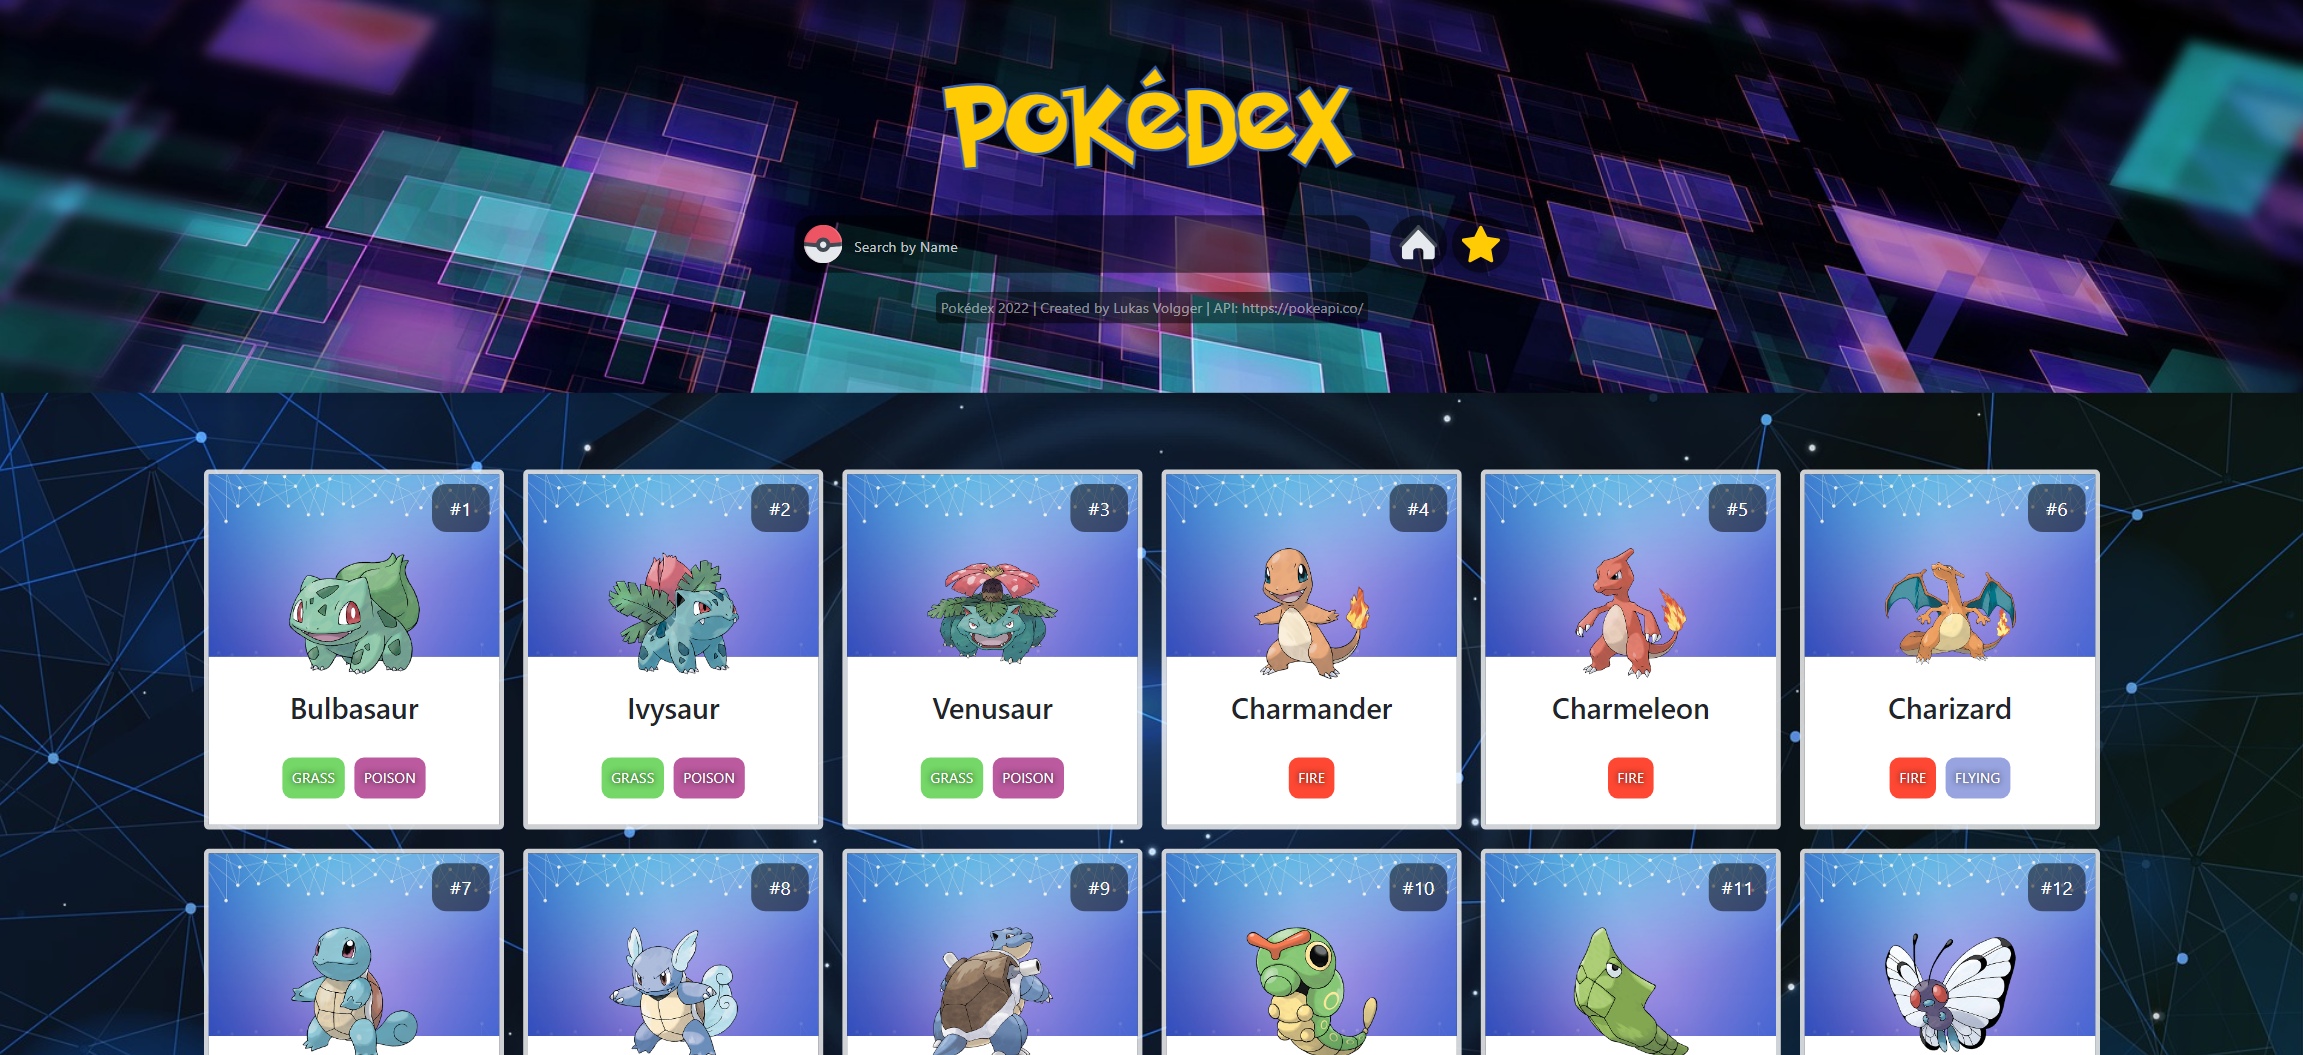 POKéDEX
Search by Name
Pokédex 2022 | Created by Lukas Volgger | API: https://pokeapi.co/
#1 #2 #3 #4 #5 #6
Bulbasaur Ivysaur Venusaur Charmander Charmeleon Charizard
GRASS POISON GRASS POISON GRASS POISON FIRE FIRE FIRE FLYING
#7 #8 #9 #10 #11 #12